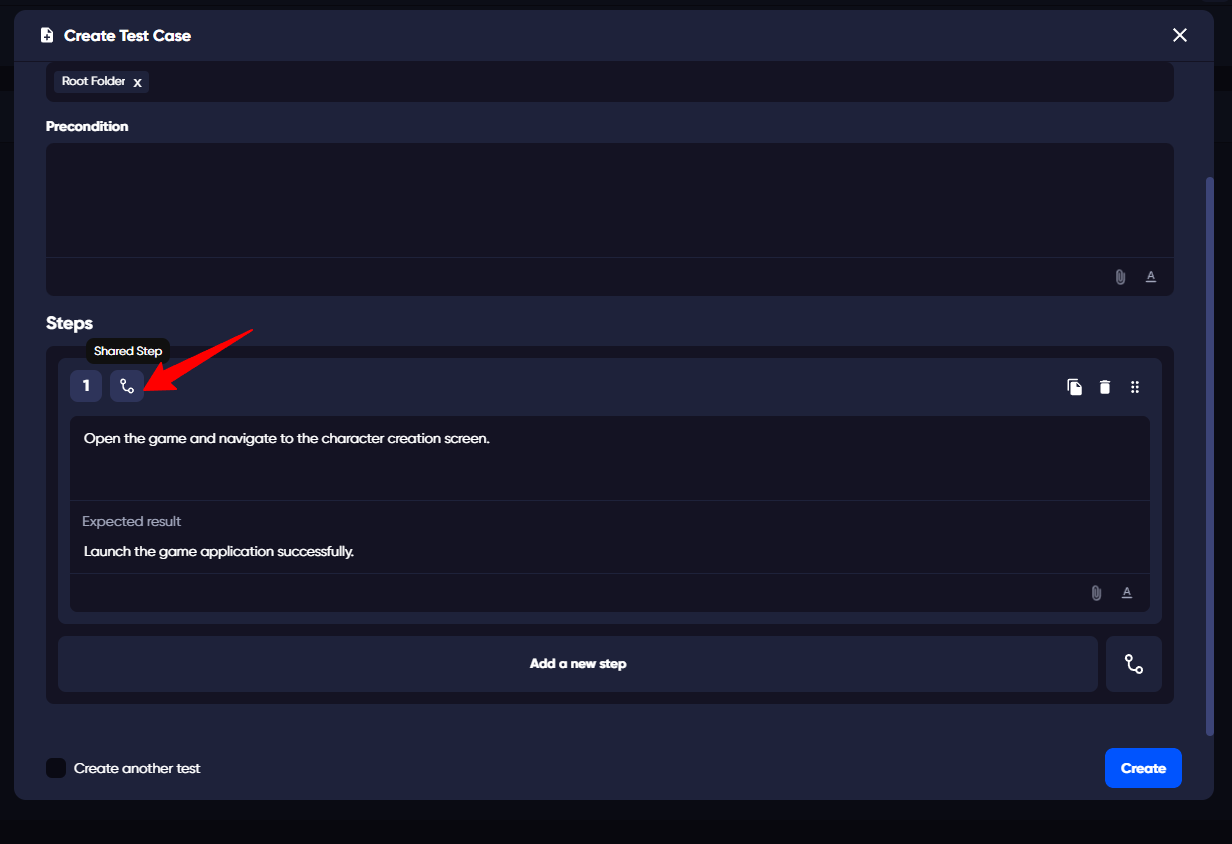 Create Test Case
Root Folder x
Precondition
A
Steps
Shared Step
1
Open the game and navigate to the character creation screen.
Expected result
Launch the game application successfully.
A
Add a new step
Create another test
Create